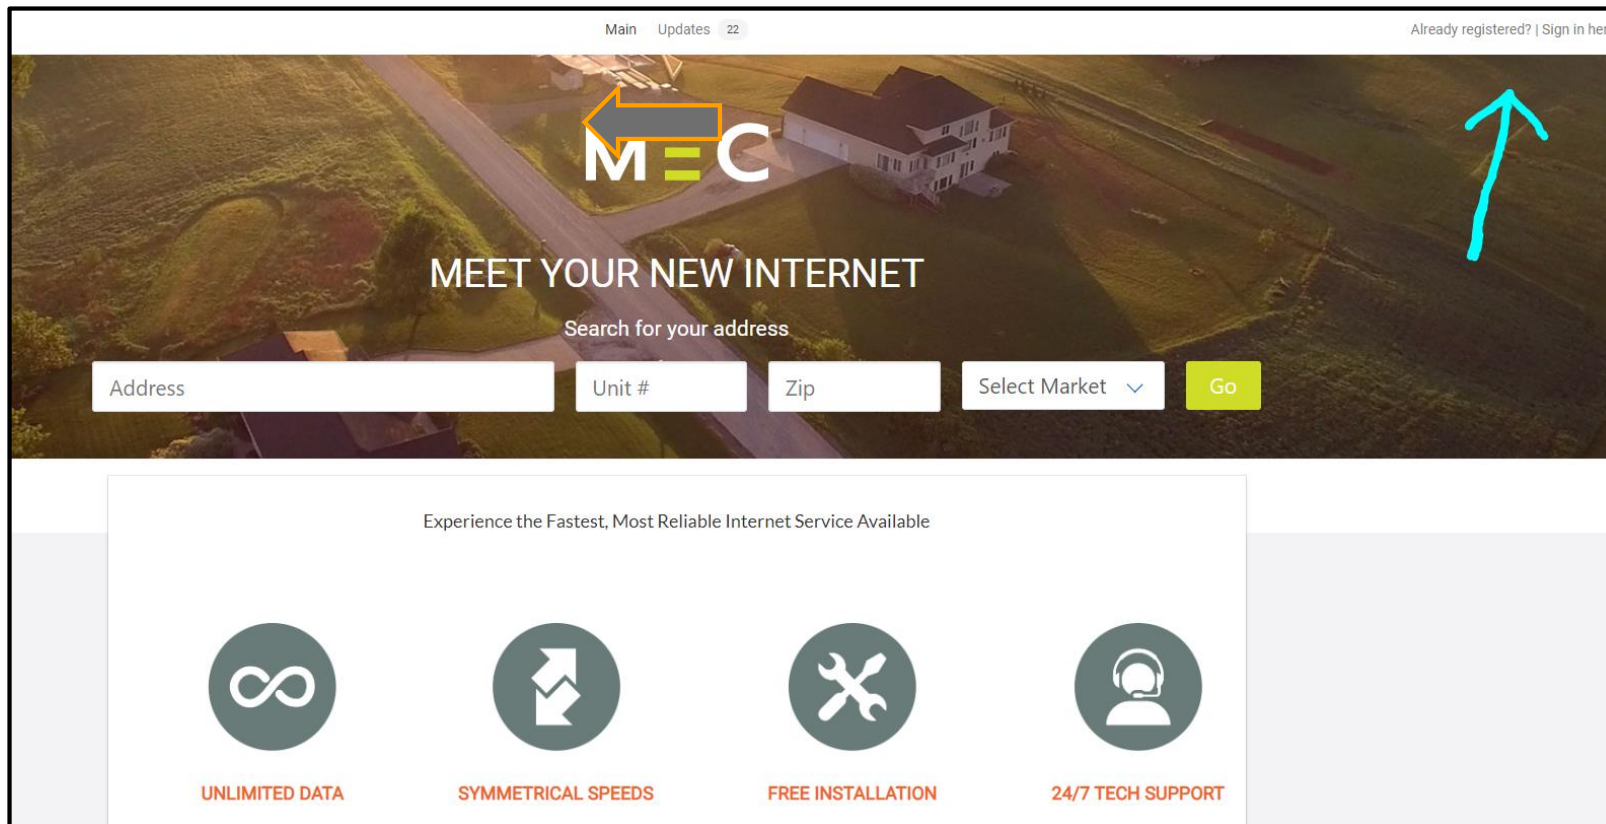 Main Updates 22 Already registered? | Sign in her
MEC
MEET YOUR NEW INTERNET
Search for your address
Address Unit # Zip Select Market Go
Experience the Fastest, Most Reliable Internet Service Available
UNLIMITED DATA SYMMETRICAL SPEEDS FREE INSTALLATION 24/7 TECH SUPPORT